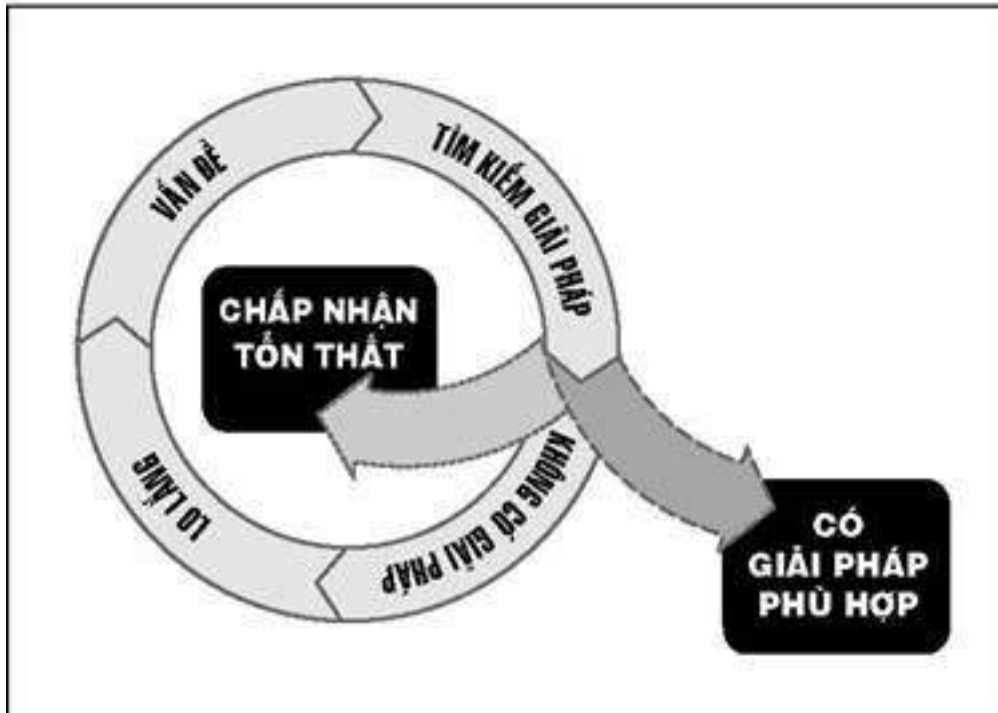 VẤN ĐỀ
TÌM KIẾM GIẢI PHÁP
CHẤP NHẬN
TỔN THẤT
KHÔNG CÓ GIẢI PHÁP
LO LẮNG
CÓ
GIẢI PHÁP
PHÙ HỢP